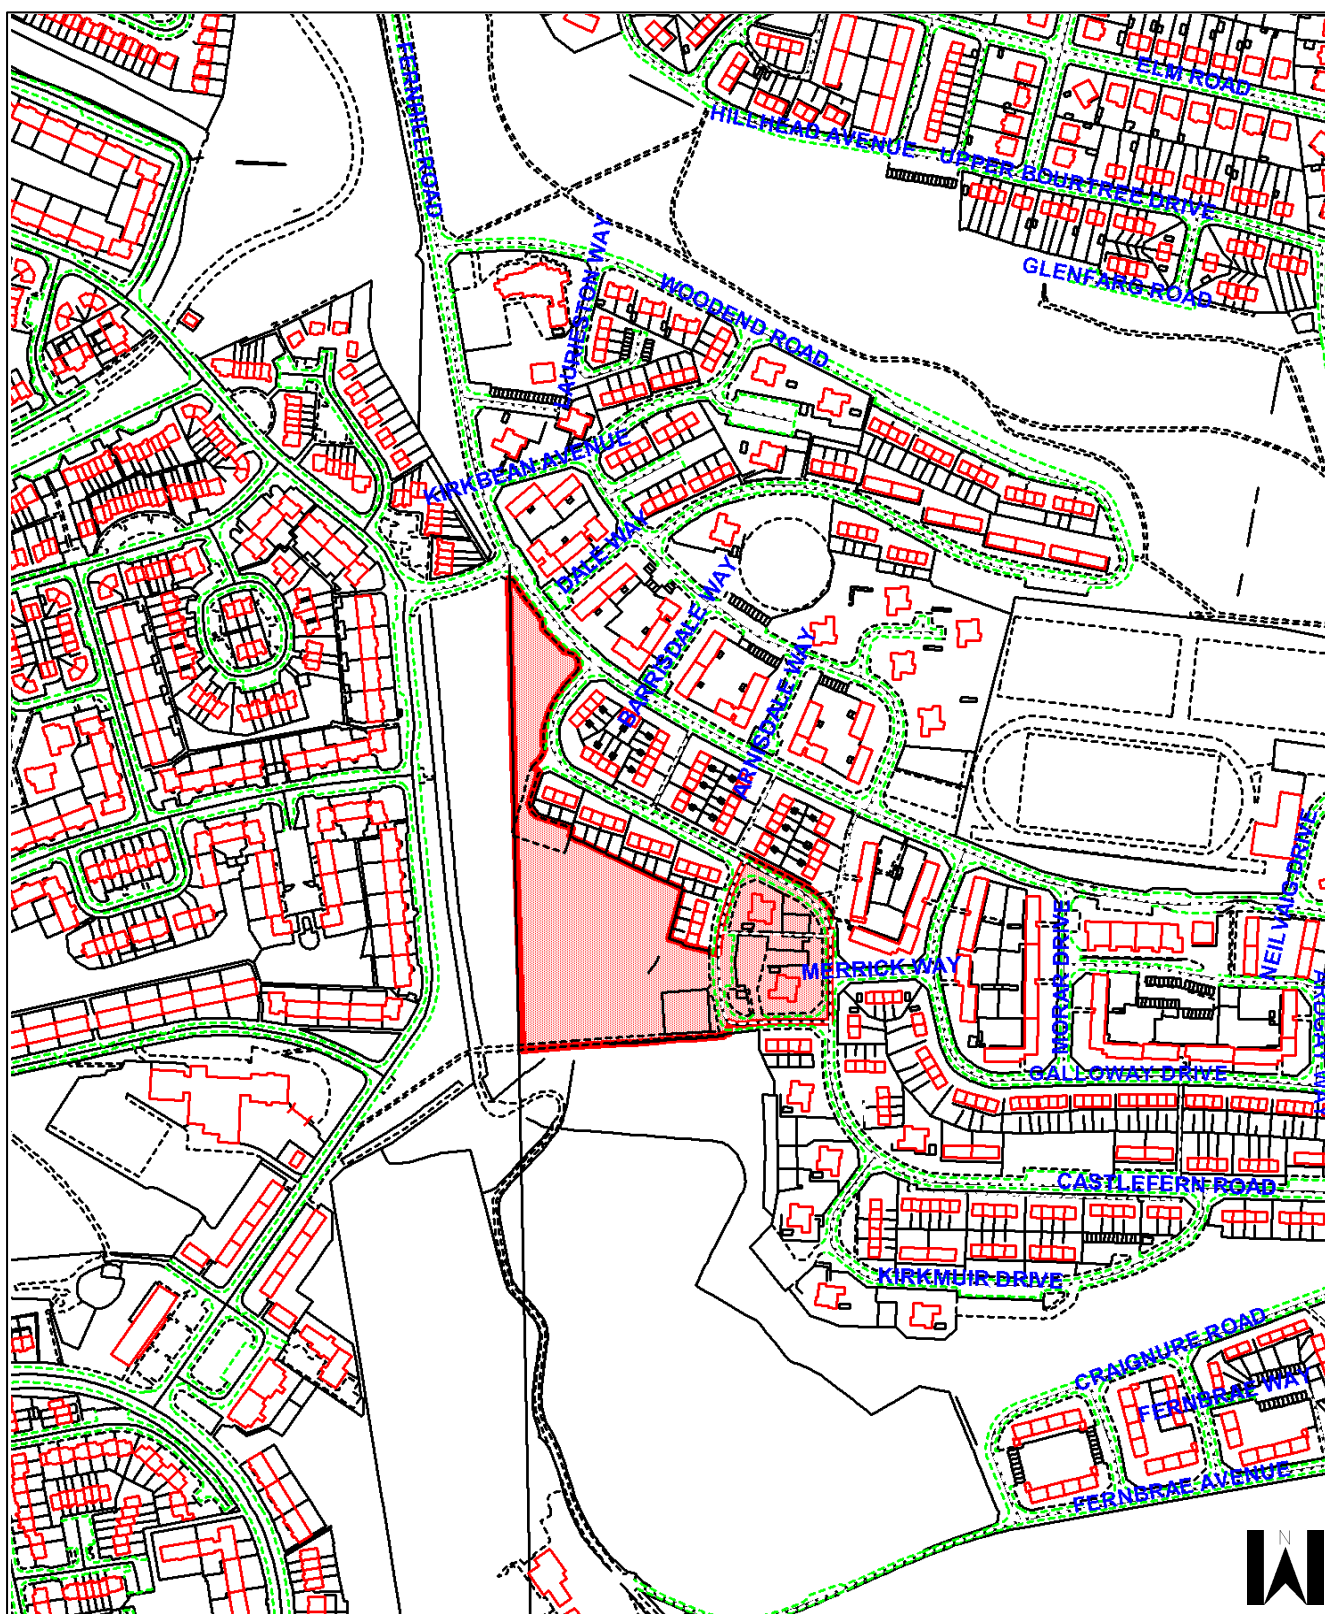 ELM ROAD
FERNHILL ROAD
HILLHEAD AVENUE
UPPER BOURTREE DRIVE
GLENFARG ROAD
LAURIESTON WAY
WOODEND ROAD
KIRKBEAN AVENUE
DALE WAY
BARRISDALE WAY
ARNISDALE WAY
NEILVAIG DRIVE
MORAR DRIVE
MERRICK WAY
ARDGAY WAY
GALLOWAY DRIVE
CASTLEFERN ROAD
KIRKMUIR DRIVE
CRAIGNURE ROAD
FERNBRAE WAY
FERNBRAE AVENUE
N